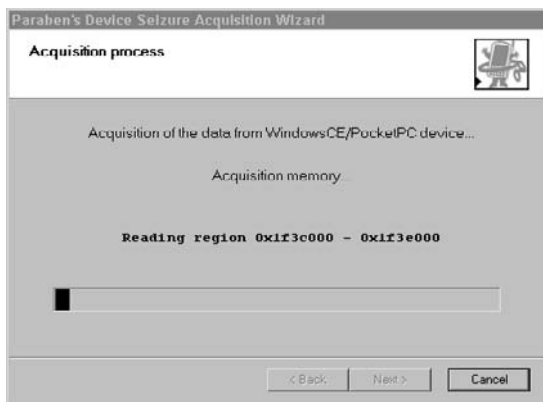 Paraben's Device Seizure Acquisition Wizard
Acquisition process
Acquisition of the data from WindowsCE/PocketPC device...
Acquisition memory...
Reading region 0x1f3c000 - 0x1f3e000
< Back Next > Cancel